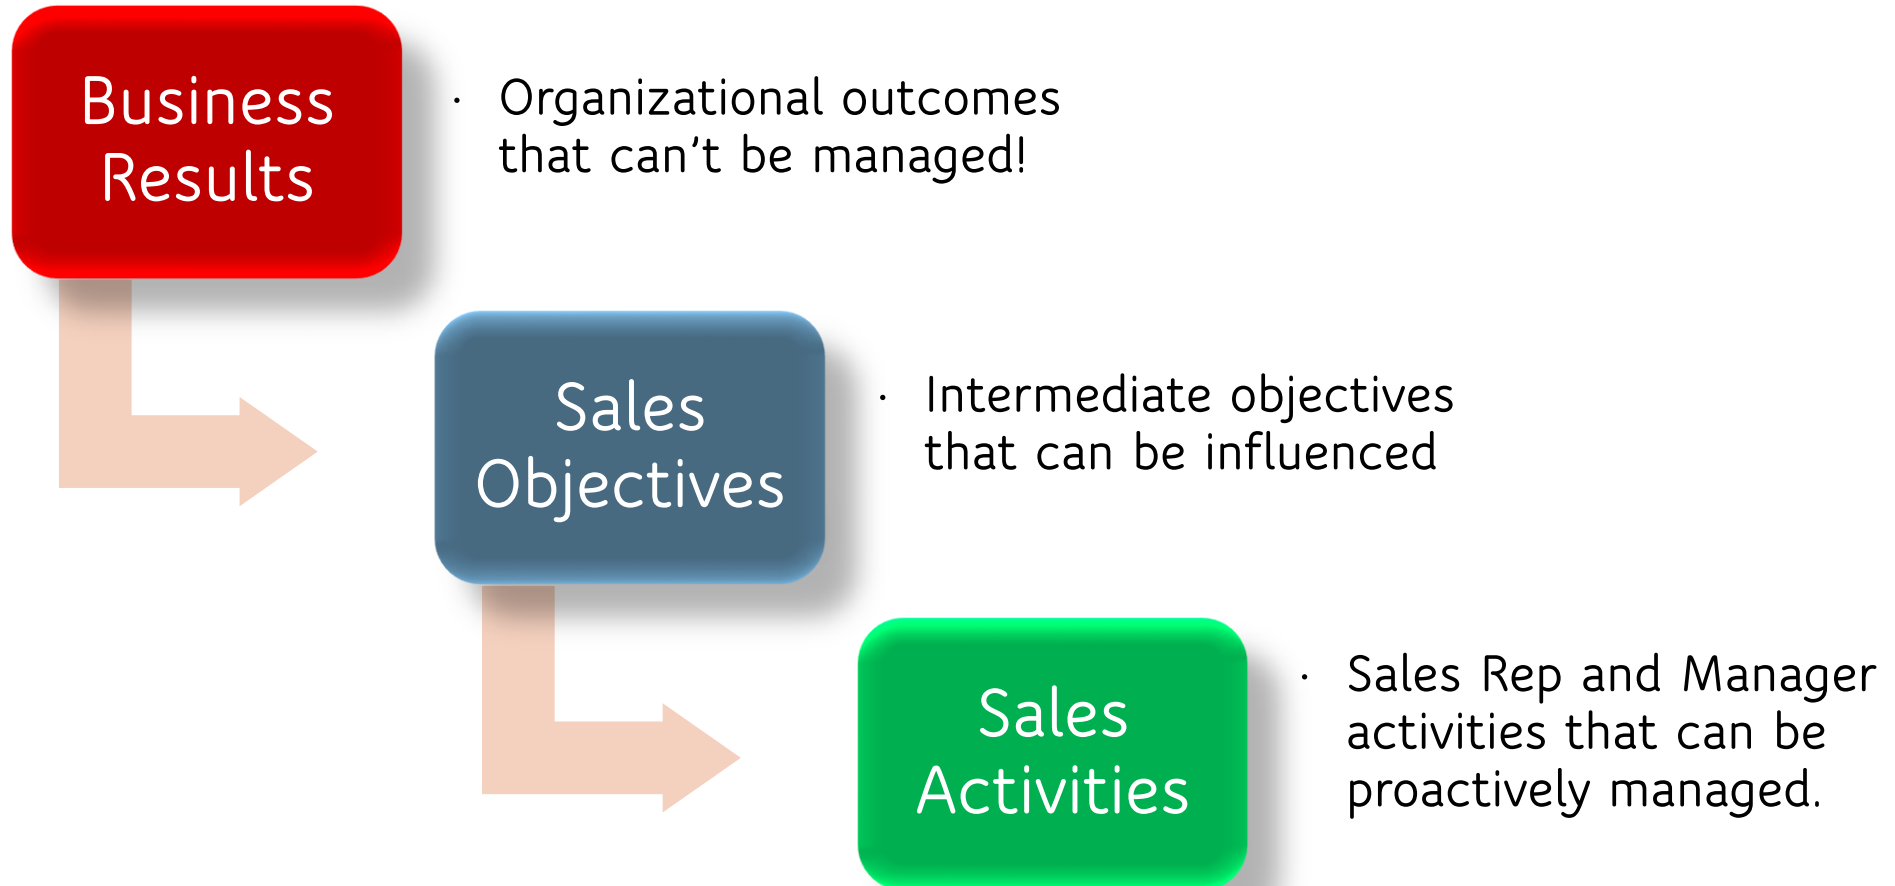 Business
Results
· Organizational outcomes
that can’t be managed!
Sales
Objectives
· Intermediate objectives
that can be influenced
Sales
Activities
· Sales Rep and Manager
activities that can be
proactively managed.